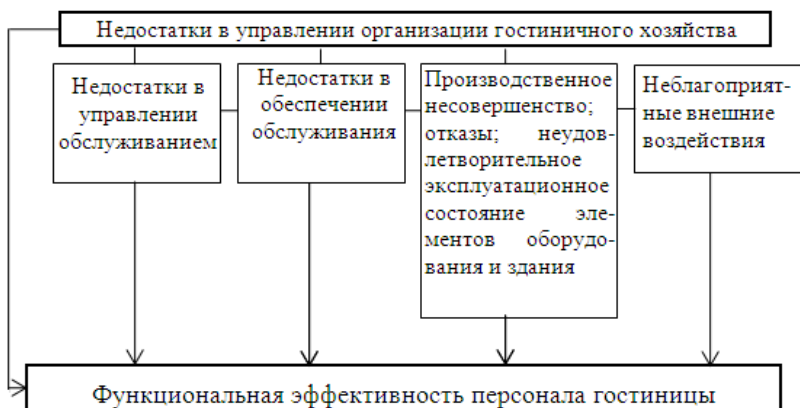 Недостатки в управлении организации гостиничного хозяйства
Недостатки в
управлении
обслуживанием
Недостатки в
обеспечении
обслуживания
Производственное
несовершенство;
отказы; неудов-
летворительное
эксплуатационное
состояние эле-
ментов оборудо-
вания и здания
Неблагоприят-
ные внешние
воздействия
Функциональная эффективность персонала гостиницы